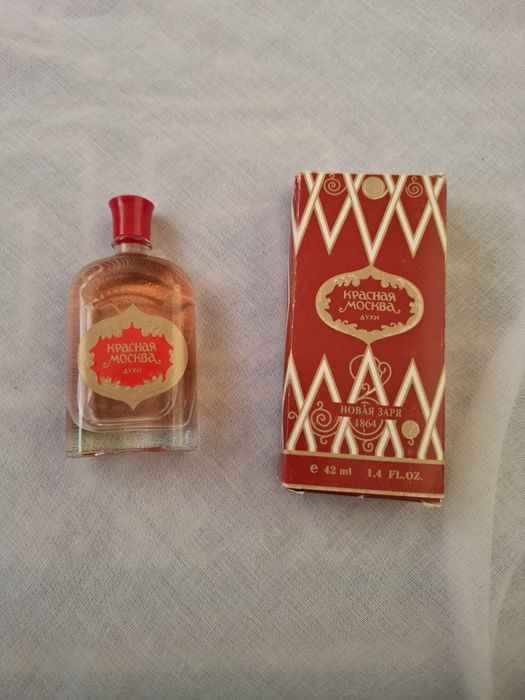 КРАСНАЯ
МОСКВА
ДУХИ
КРАСНАЯ
МОСКВА
ДУХИ
НОВАЯ ЗАРЯ
1864
e 42 ml 1,4 FL.OZ.